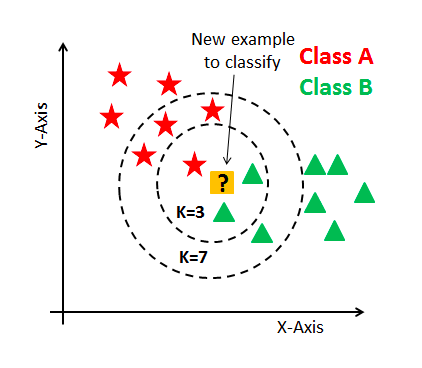 New example
to classify
Class A
Class B
Y-Axis
?
K=3
K=7
X-Axis